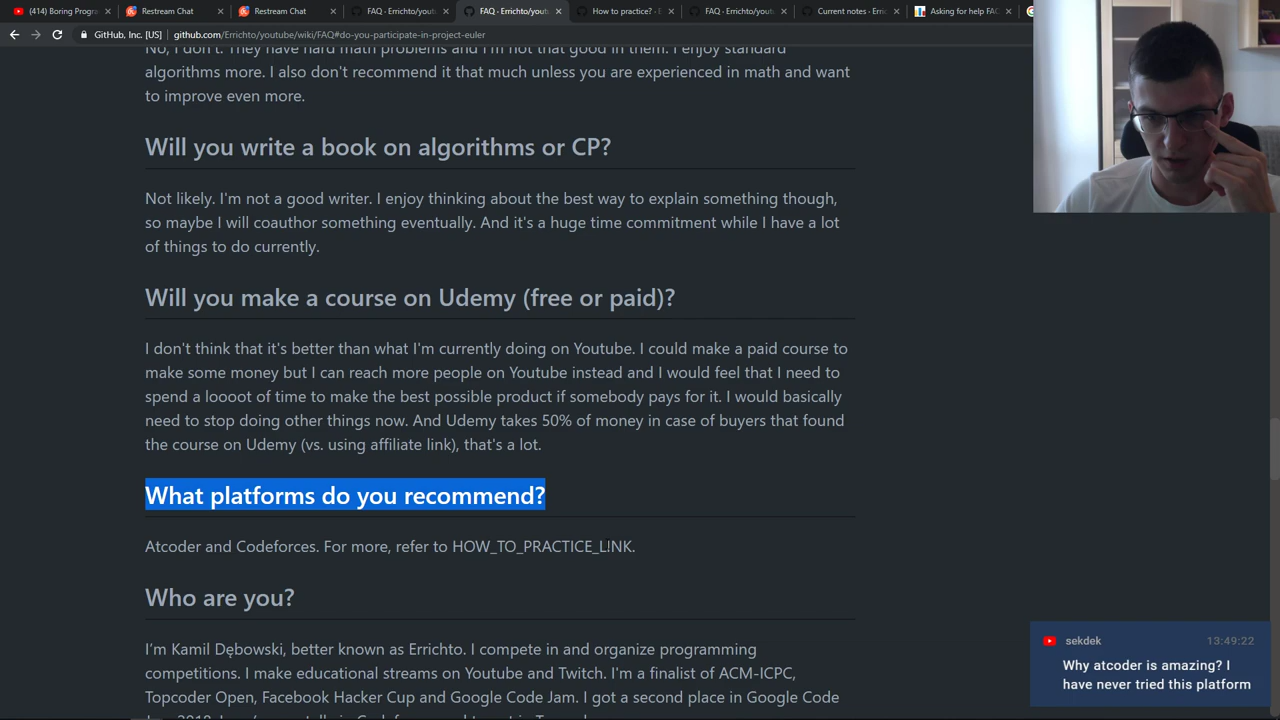 (414) Boring Progra
Restream Chat
Restream Chat
FAQ - Errichto/yout
FAQ - Errichto/yout
How to practice? · E
FAQ - Errichto/yout
Current notes · Erri
Asking for help FAC
GitHub, Inc. [US] | github.com/Errichto/youtube/wiki/FAQ#do-you-participate-in-project-euler
No, I don't. They have hard math problems and I'm not that good in them. I enjoy standard
algorithms more. I also don't recommend it that much unless you are experienced in math and want
to improve even more.
Will you write a book on algorithms or CP?
Not likely. I'm not a good writer. I enjoy thinking about the best way to explain something though,
so maybe I will coauthor something eventually. And it's a huge time commitment while I have a lot
of things to do currently.
Will you make a course on Udemy (free or paid)?
I don't think that it's better than what I'm currently doing on Youtube. I could make a paid course to
make some money but I can reach more people on Youtube instead and I would feel that I need to
spend a loooot of time to make the best possible product if somebody pays for it. I would basically
need to stop doing other things now. And Udemy takes 50% of money in case of buyers that found
the course on Udemy (vs. using affiliate link), that's a lot.
What platforms do you recommend?
Atcoder and Codeforces. For more, refer to HOW_TO_PRACTICE_LINK.
Who are you?
I'm Kamil Dębowski, better known as Errichto. I compete in and organize programming
competitions. I make educational streams on Youtube and Twitch. I'm a finalist of ACM-ICPC,
Topcoder Open, Facebook Hacker Cup and Google Code Jam. I got a second place in Google Code
sekdek
13:49:22
Why atcoder is amazing? I
have never tried this platform